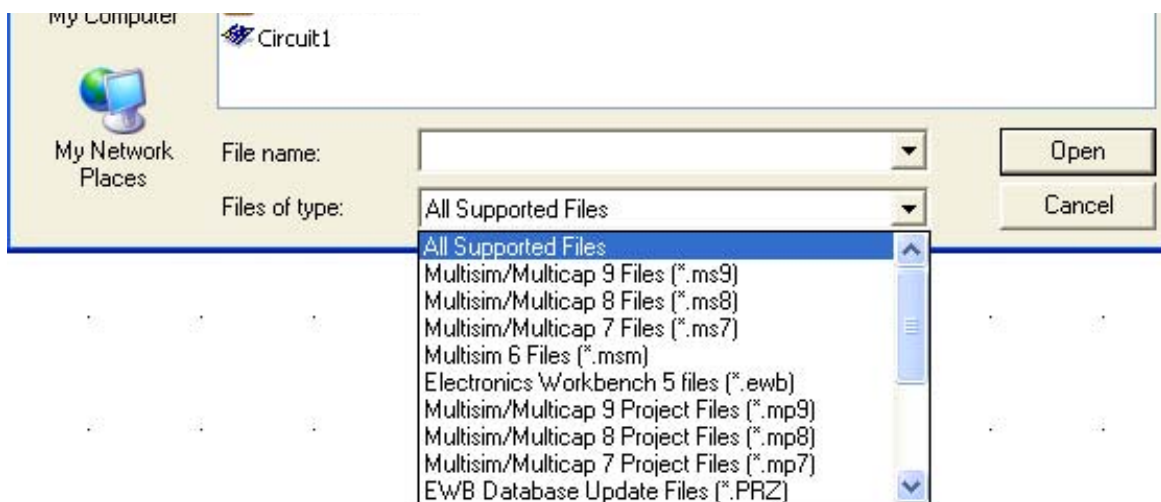 My Computer
Circuit1
My Network
Places
File name:
Open
Files of type:
All Supported Files
Cancel
All Supported Files
Multisim/Multicap 9 Files (*.ms9)
Multisim/Multicap 8 Files (*.ms8)
Multisim/Multicap 7 Files (*.ms7)
Multisim 6 Files (*.msm)
Electronics Workbench 5 files (*.ewb)
Multisim/Multicap 9 Project Files (*.mp9)
Multisim/Multicap 8 Project Files (*.mp8)
Multisim/Multicap 7 Project Files (*.mp7)
EWB Database Update Files (*.PRZ)